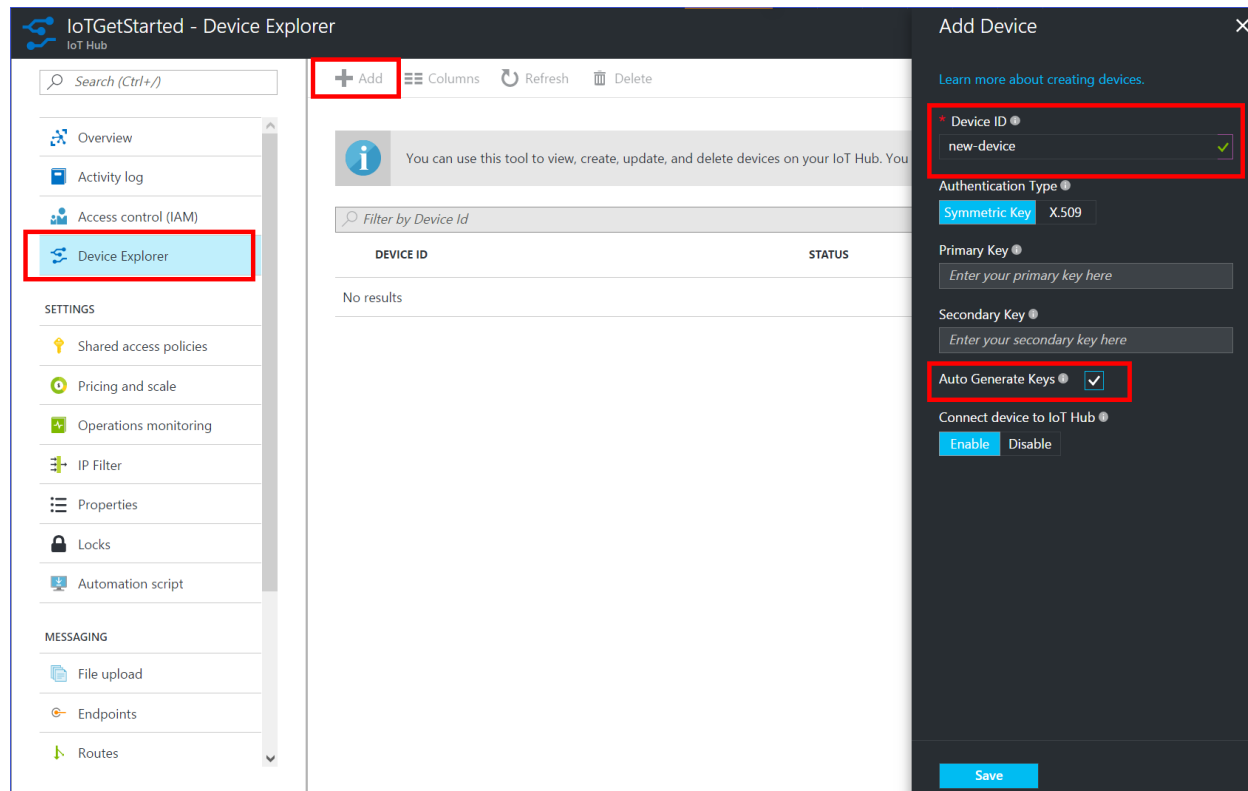 IoTGetStarted - Device Explorer
IoT Hub
Search (Ctrl+/)
Overview
Activity log
Access control (IAM)
Device Explorer
SETTINGS
Shared access policies
Pricing and scale
Operations monitoring
IP Filter
Properties
Locks
Automation script
MESSAGING
File upload
Endpoints
Routes
Add Columns Refresh Delete
You can use this tool to view, create, update, and delete devices on your IoT Hub. You
Filter by Device Id
DEVICE ID STATUS
No results
Add Device
Learn more about creating devices.
* Device ID
new-device
Authentication Type
Symmetric Key X.509
Primary Key
Enter your primary key here
Secondary Key
Enter your secondary key here
Auto Generate Keys
Connect device to IoT Hub
Enable Disable
Save